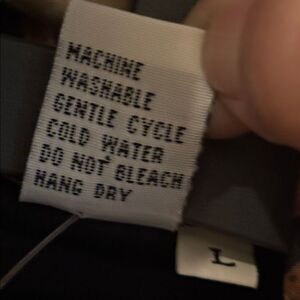 MACHINE
WASHABLE
GENTLE CYCLE
COLD WATER
DO NOT BLEACH
HANG DRY
L